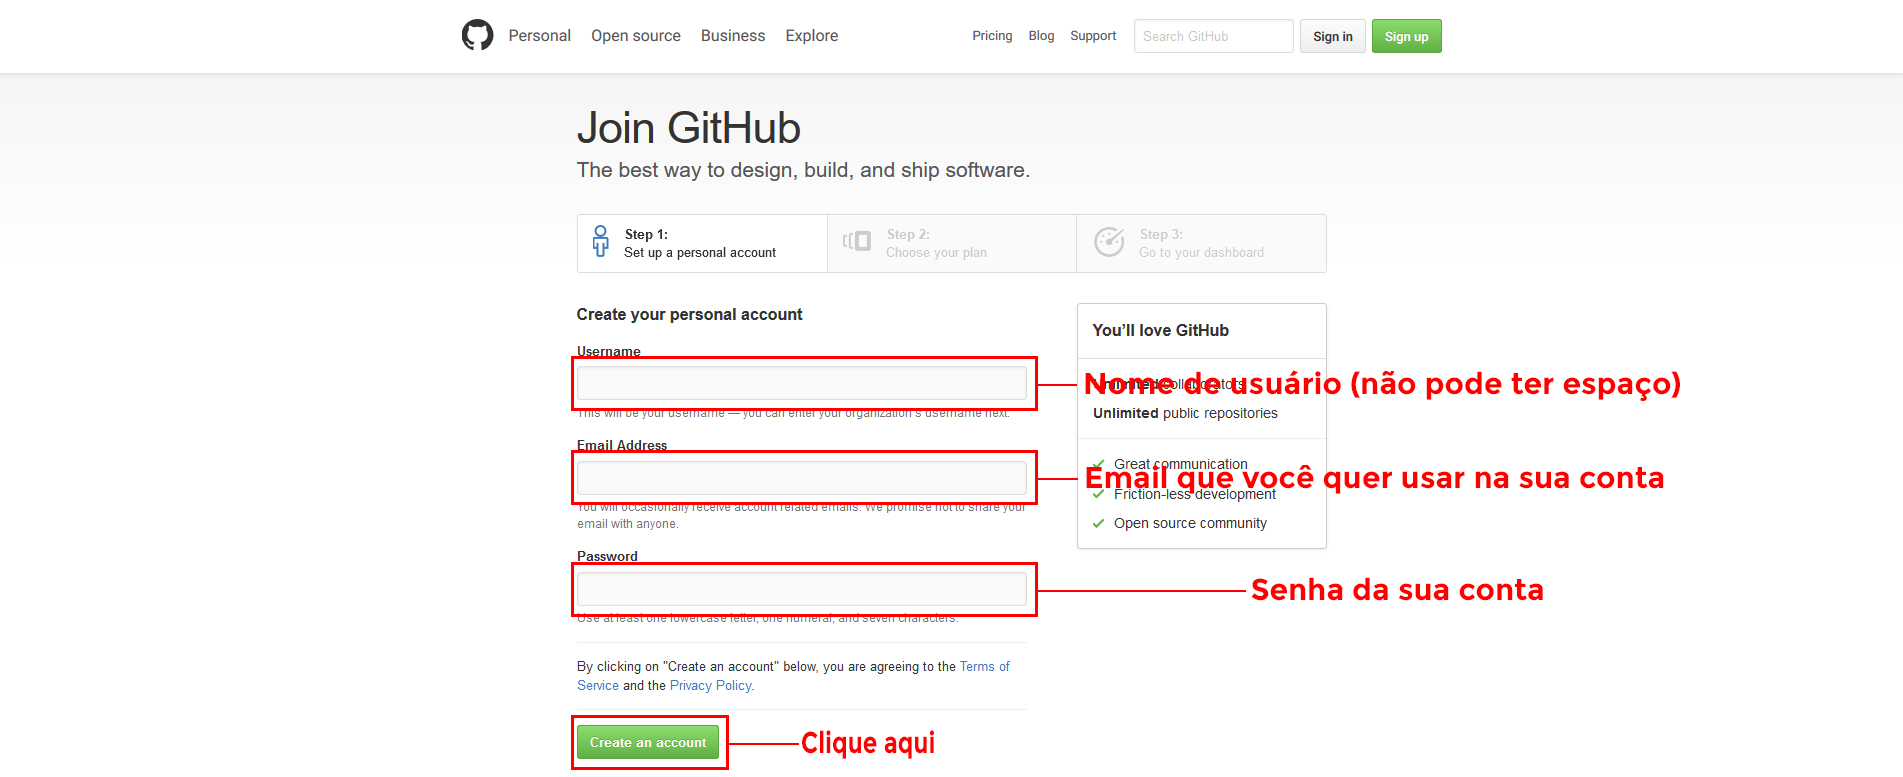 Personal Open source Business Explore Pricing Blog Support Search GitHub Sign in Sign up
Join GitHub
The best way to design, build, and ship software.
Step 1:
Set up a personal account
Step 2:
Choose your plan
Step 3:
Go to your dashboard
Create your personal account
Username
This will be your username — you can enter your organization's username next.
Email Address
You will occasionally receive account related emails. We promise not to share your
email with anyone.
Password
Use at least one lowercase letter, one numeral, and seven characters.
By clicking on "Create an account" below, you are agreeing to the Terms of
Service and the Privacy Policy.
Create an account
Clique aqui
You'll love GitHub
Unlimited collaborators
Nome de usuário (não pode ter espaço)
Unlimited public repositories
Great communication
Email que você quer usar na sua conta
Friction-less development
Open source community
Senha da sua conta